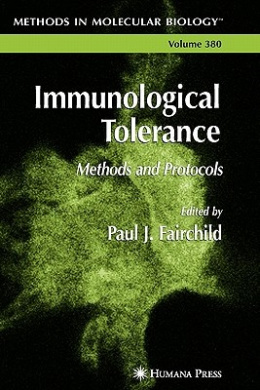 METHODS IN MOLECULAR BIOLOGY™
Volume 380
Immunological
Tolerance
Methods and Protocols
Edited by
Paul J. Fairchild
HUMANA PRESS